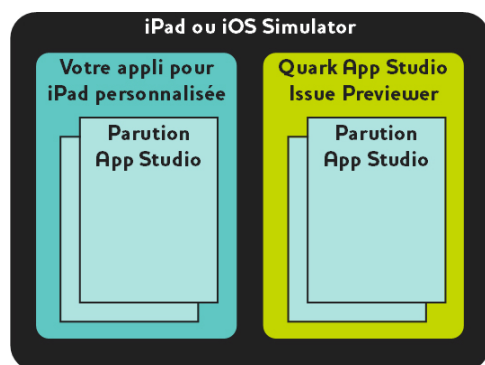 iPad ou iOS Simulator
Votre appli pour
iPad personnalisée
Quark App Studio
Issue Previewer
Parution
App Studio
Parution
App Studio